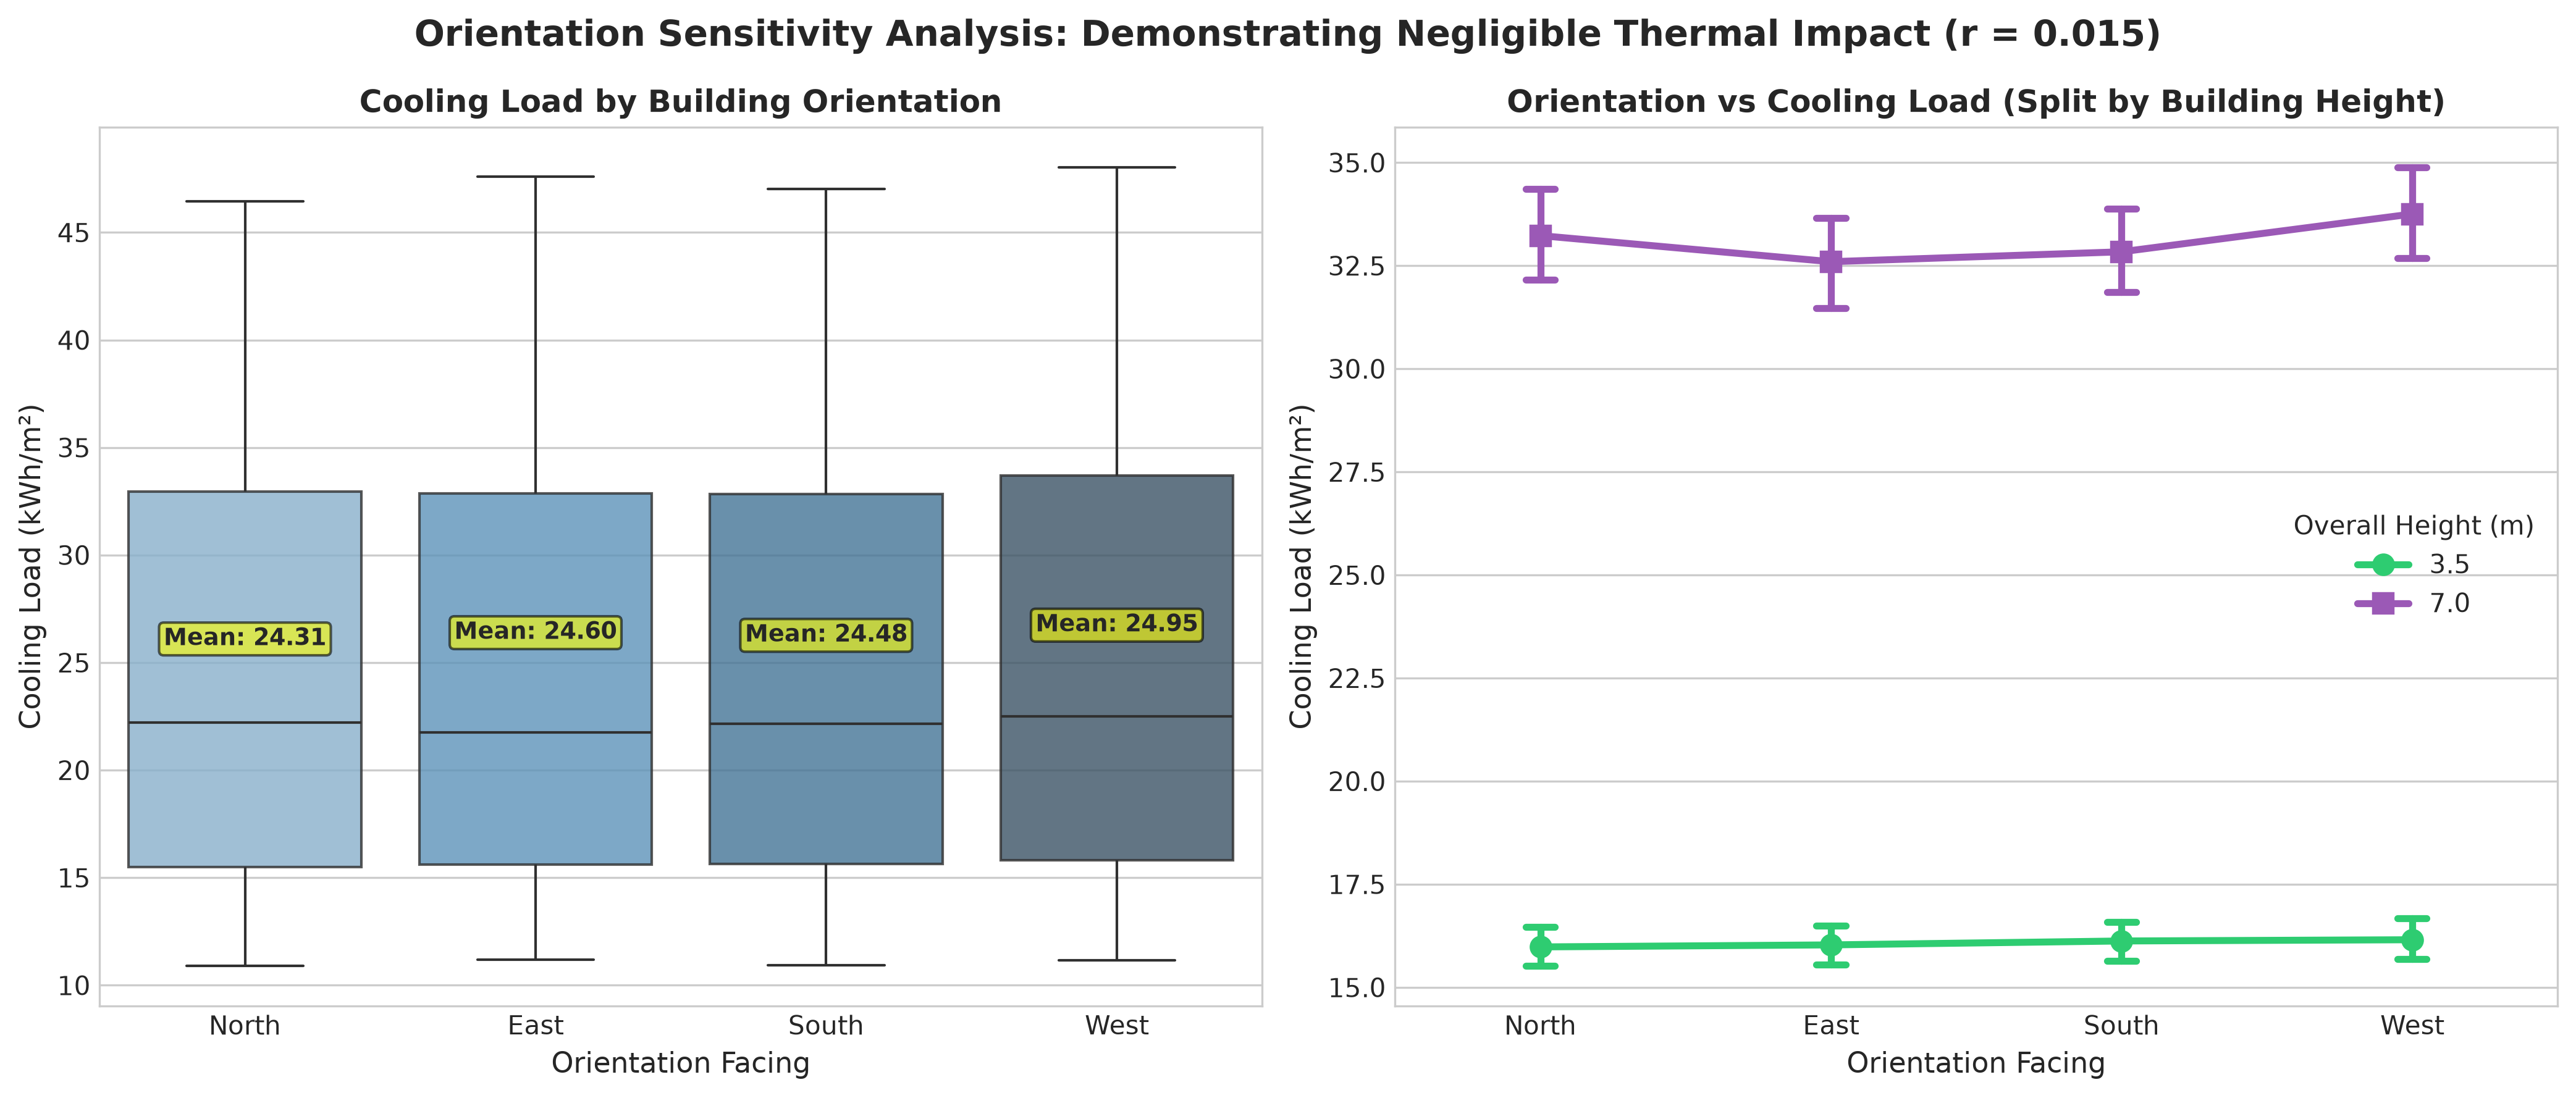 Orientation Sensitivity Analysis: Demonstrating Negligible Thermal Impact (r = 0.015)
Cooling Load by Building Orientation
Cooling Load (kWh/m²)
45
40
35
30
25
20
15
10
Mean: 24.31
Mean: 24.60
Mean: 24.48
Mean: 24.95
North
East
South
West
Orientation Facing
Orientation vs Cooling Load (Split by Building Height)
Cooling Load (kWh/m²)
35.0
32.5
30.0
27.5
25.0
22.5
20.0
17.5
15.0
Overall Height (m)
3.5
7.0
North
East
South
West
Orientation Facing